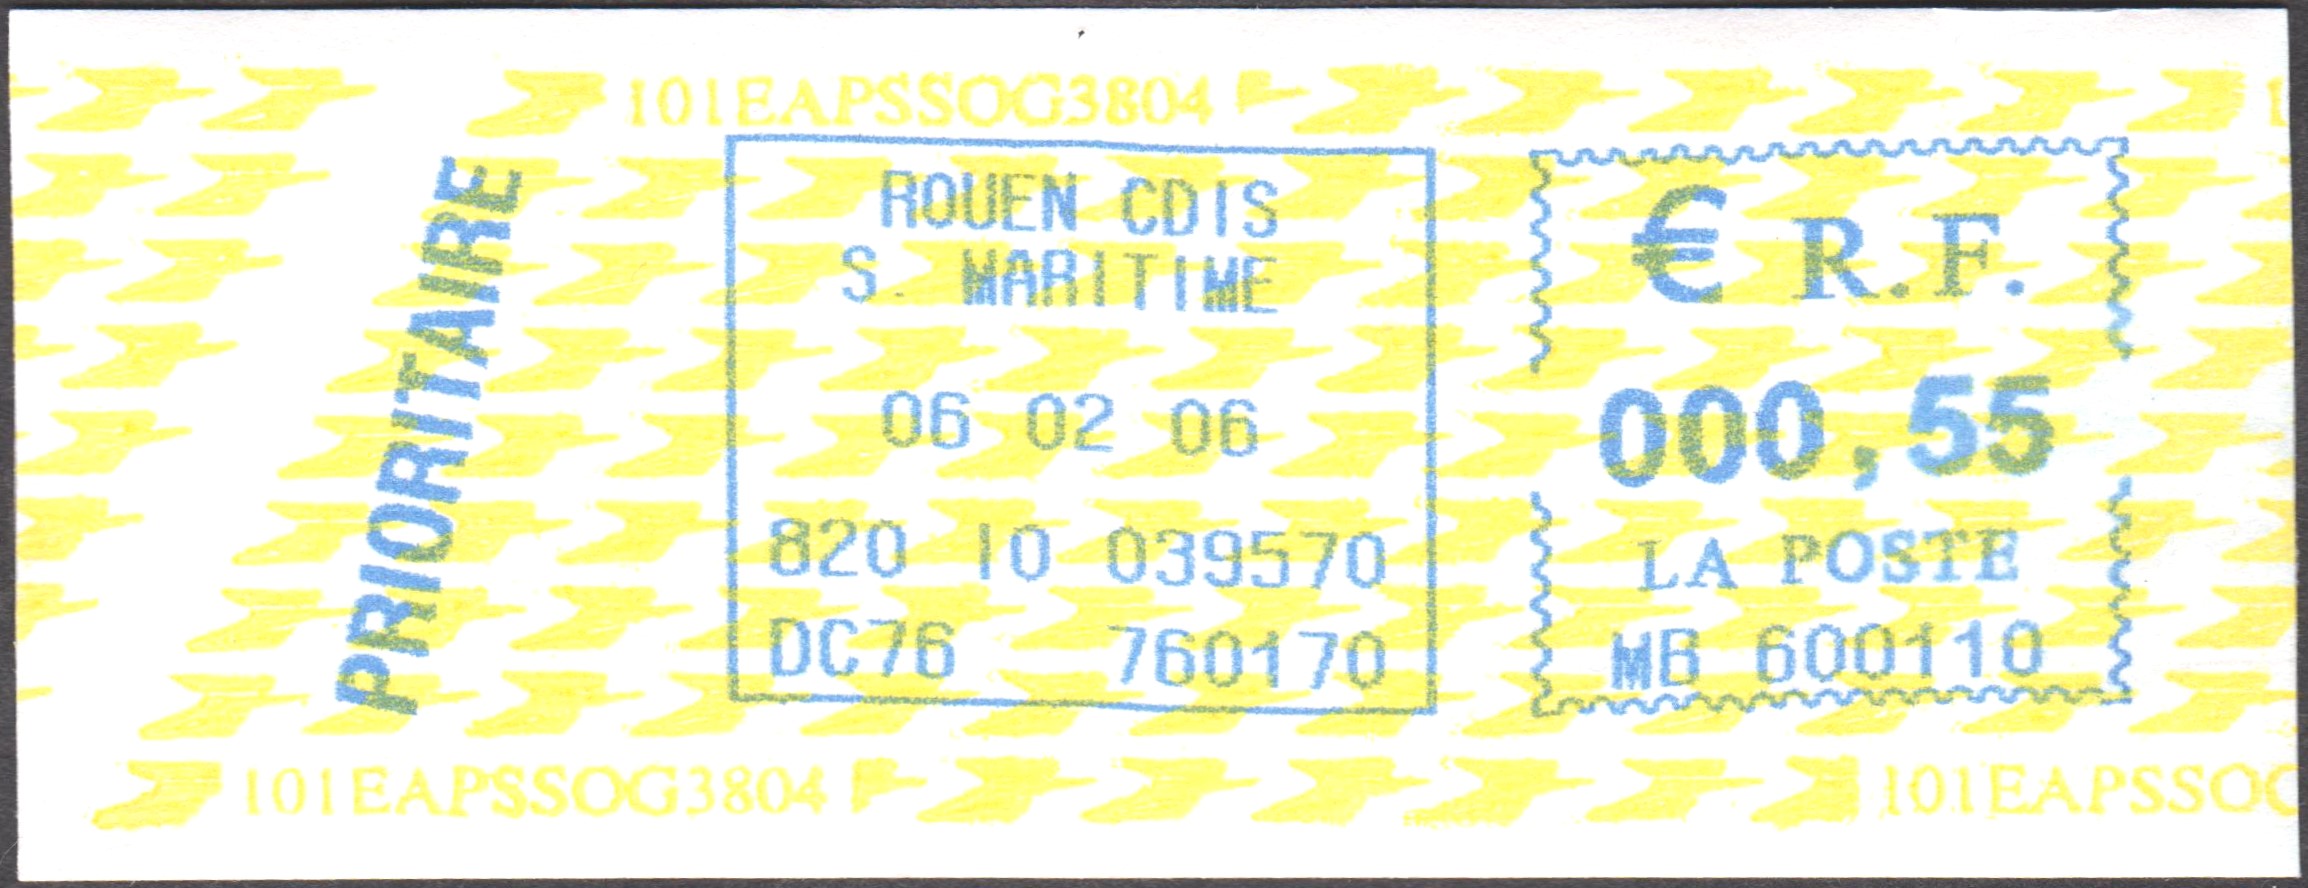 101EAPSSOG3804
PRIORITAIRE
ROUEN CDIS
S. MARITIME
06 02 06
820 10 039570
DC76 760170
€ R.F.
000,55
LA POSTE
MB 600110
101EAPSSOG3804
101EAPSSOG